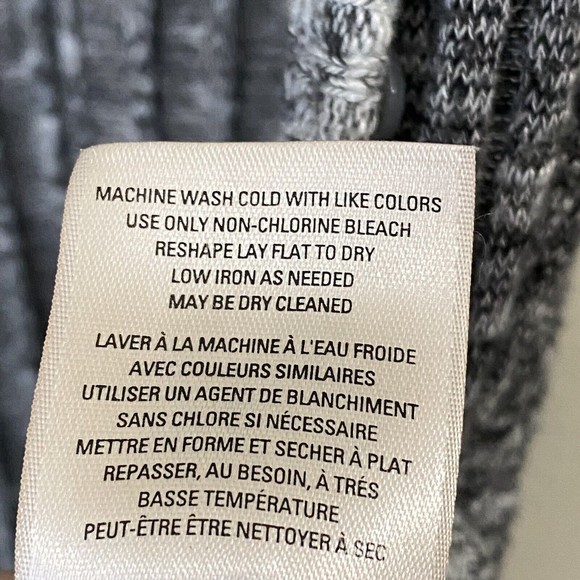 MACHINE WASH COLD WITH LIKE COLORS
USE ONLY NON-CHLORINE BLEACH
RESHAPE LAY FLAT TO DRY
LOW IRON AS NEEDED
MAY BE DRY CLEANED
LAVER À LA MACHINE À L'EAU FROIDE
AVEC COULEURS SIMILAIRES
UTILISER UN AGENT DE BLANCHIMENT
SANS CHLORE SI NÉCESSAIRE
METTRE EN FORME ET SECHER À PLAT
REPASSER, AU BESOIN, À TRÉS
BASSE TEMPÉRATURE
PEUT-ÊTRE ÊTRE NETTOYER À SEC